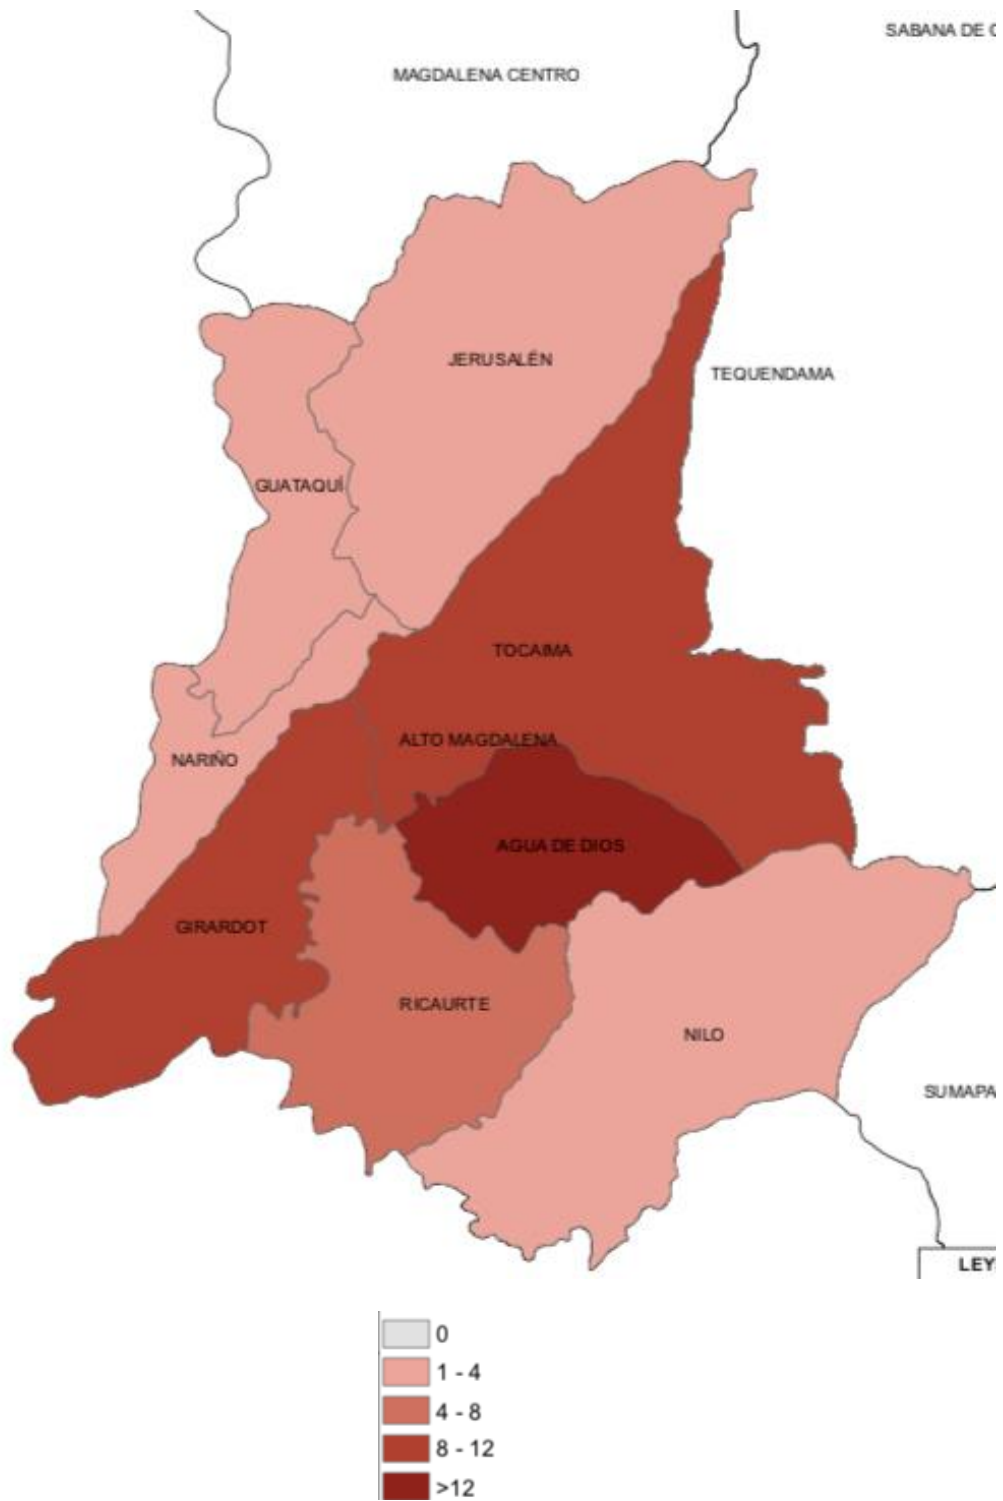 SABANA DE C
MAGDALENA CENTRO
JERUSALÉN
TEQUENDAMA
GUATAQUÍ
TOCAIMA
ALTO MAGDALENA
NARIÑO
AGUA DE DIOS
GIRARDOT
RICAURTE
NILO
SUMAPA
LEY
0
1 - 4
4 - 8
8 - 12
>12